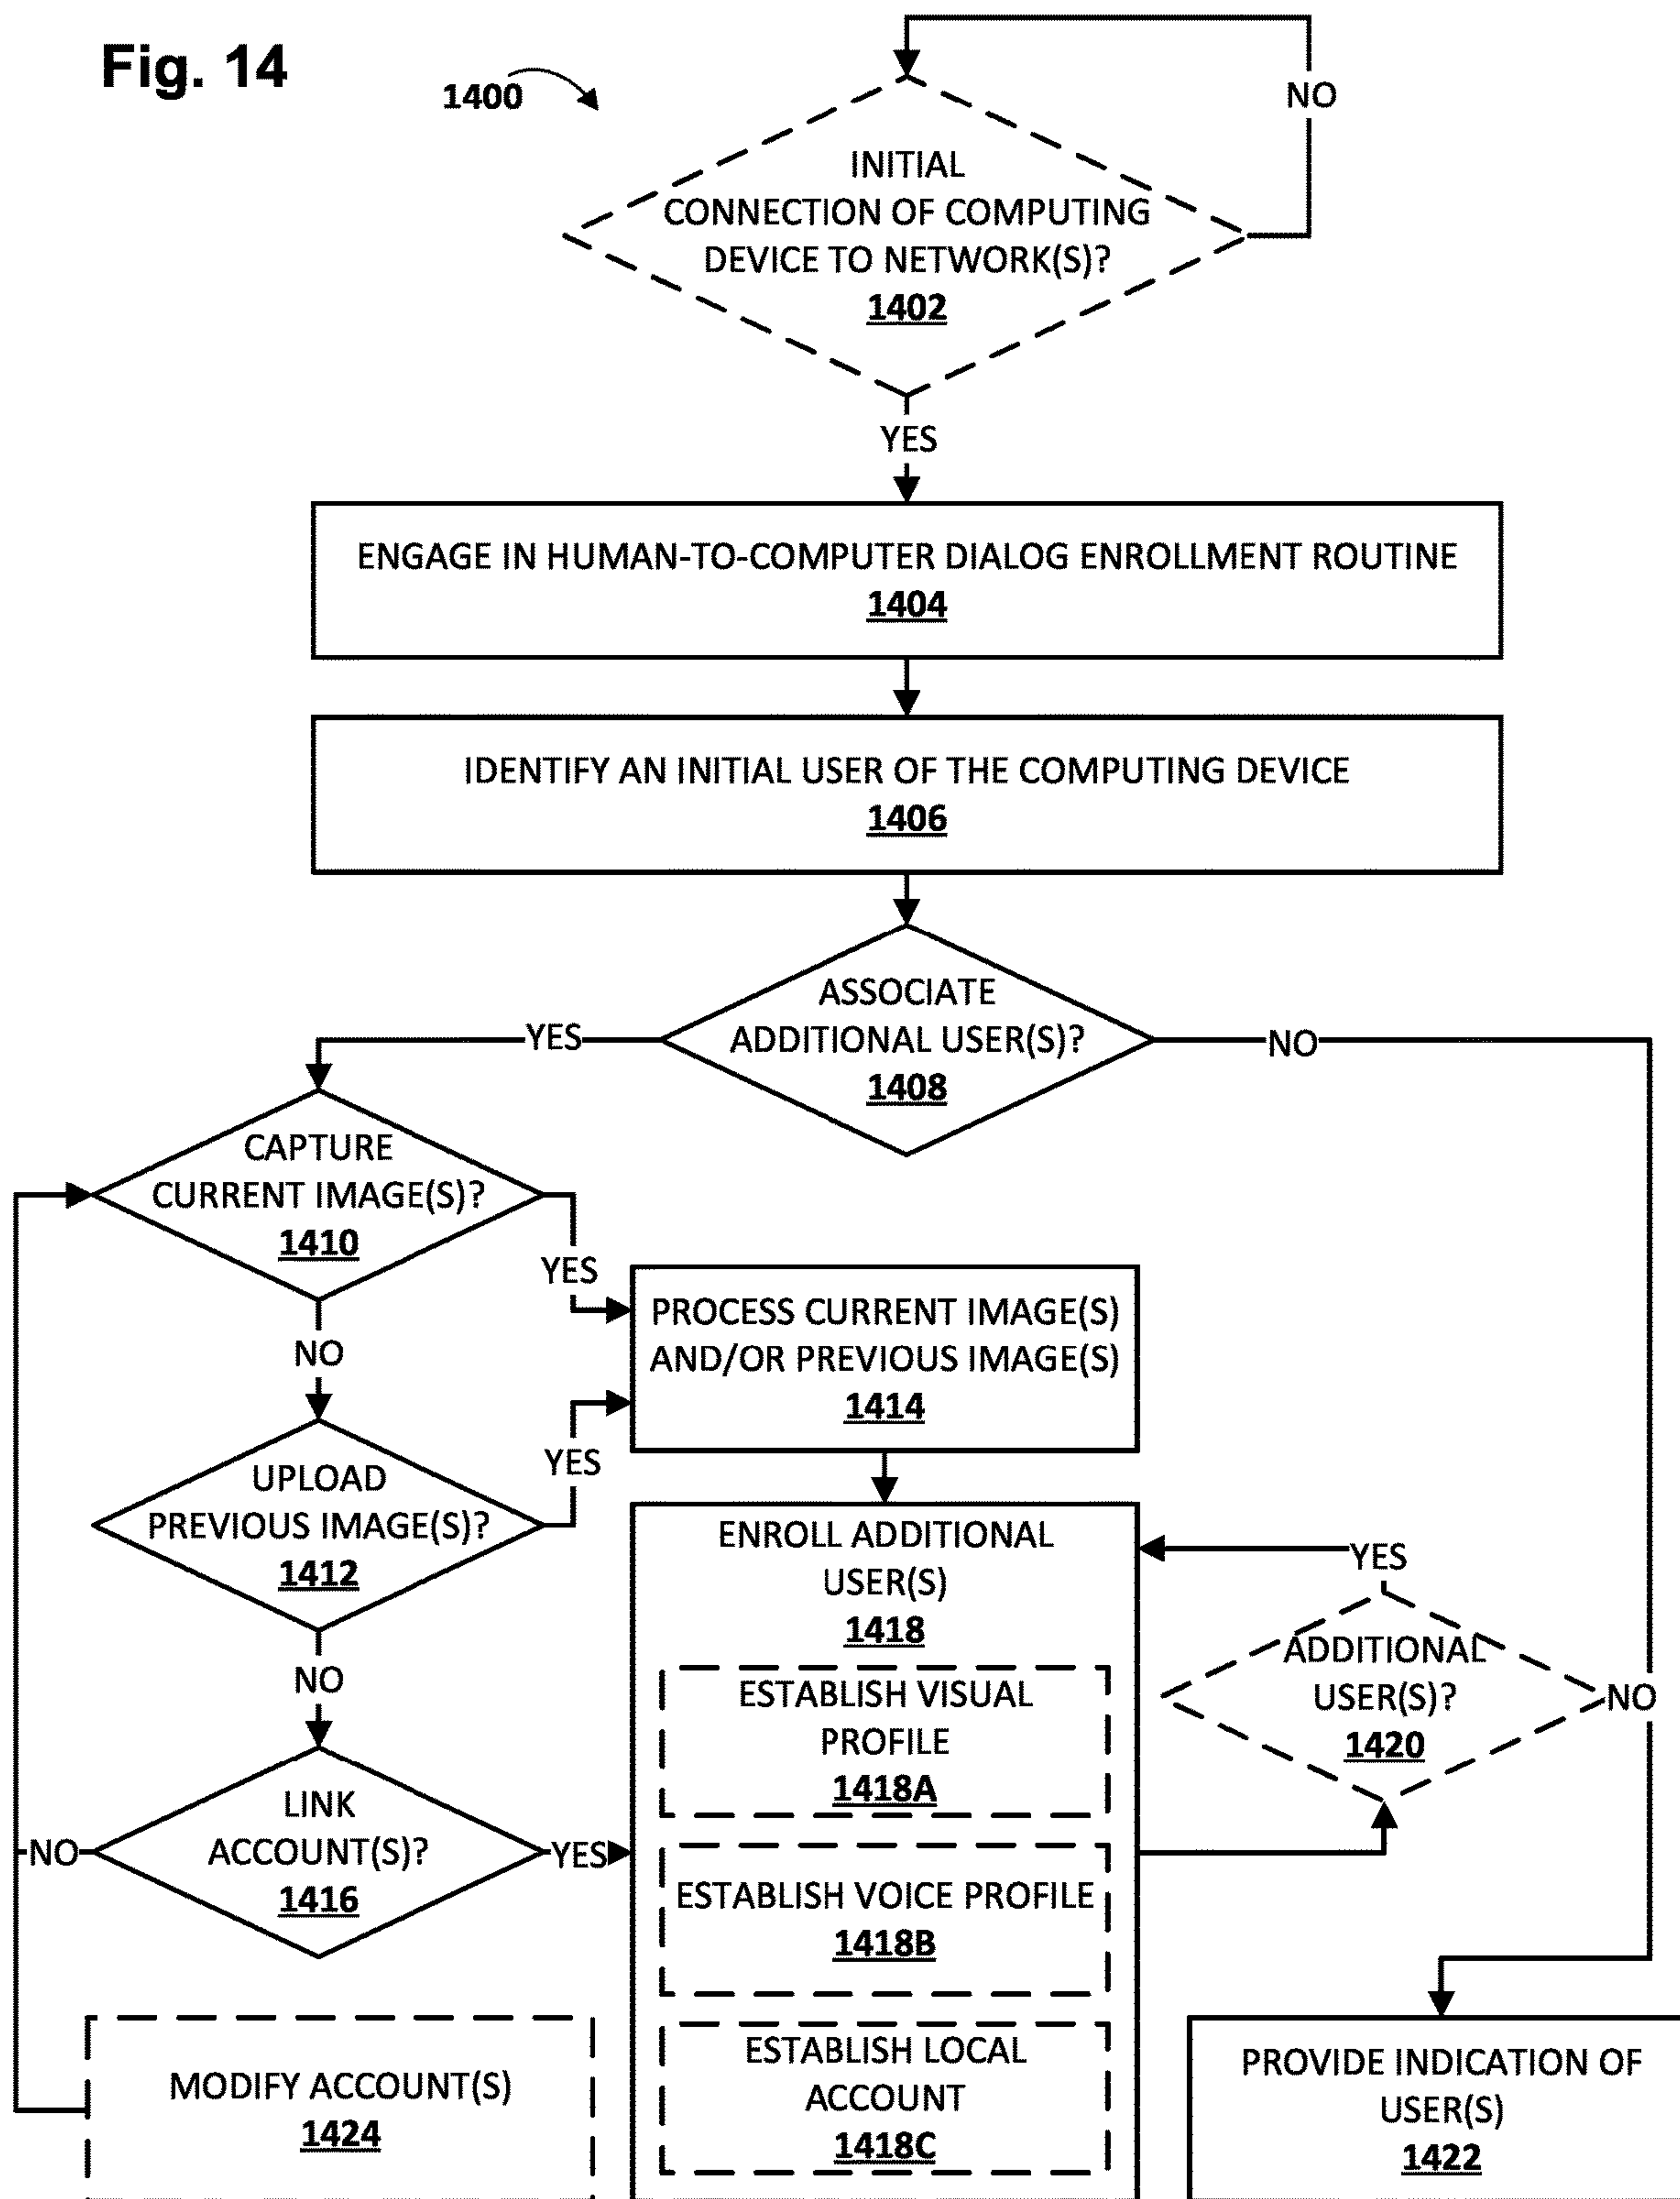 Fig. 14
1400
NO
INITIAL
CONNECTION OF COMPUTING
DEVICE TO NETWORK(S)?
1402
YES
ENGAGE IN HUMAN-TO-COMPUTER DIALOG ENROLLMENT ROUTINE
1404
IDENTIFY AN INITIAL USER OF THE COMPUTING DEVICE
1406
ASSOCIATE
ADDITIONAL USER(S)?
1408
YES
NO
CAPTURE
CURRENT IMAGE(S)?
1410
YES
NO
PROCESS CURRENT IMAGE(S)
AND/OR PREVIOUS IMAGE(S)
1414
UPLOAD
PREVIOUS IMAGE(S)?
1412
YES
NO
ENROLL ADDITIONAL
USER(S)
1418
ESTABLISH VISUAL
PROFILE
1418A
ESTABLISH VOICE PROFILE
1418B
ESTABLISH LOCAL
ACCOUNT
1418C
YES
ADDITIONAL
USER(S)?
1420
NO
LINK
ACCOUNT(S)?
1416
NO
YES
MODIFY ACCOUNT(S)
1424
PROVIDE INDICATION OF
USER(S)
1422